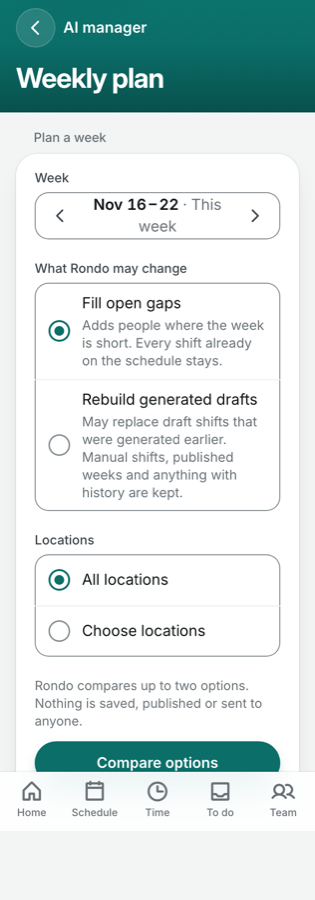 AI manager
Weekly plan
Plan a week
Week
Nov 16–22 · This
week
What Rondo may change
Fill open gaps
Adds people where the week
is short. Every shift already
on the schedule stays.
Rebuild generated drafts
May replace draft shifts that
were generated earlier.
Manual shifts, published
weeks and anything with
history are kept.
Locations
All locations
Choose locations
Rondo compares up to two options.
Nothing is saved, published or sent to
anyone.
Compare options
Home Schedule Time To do Team